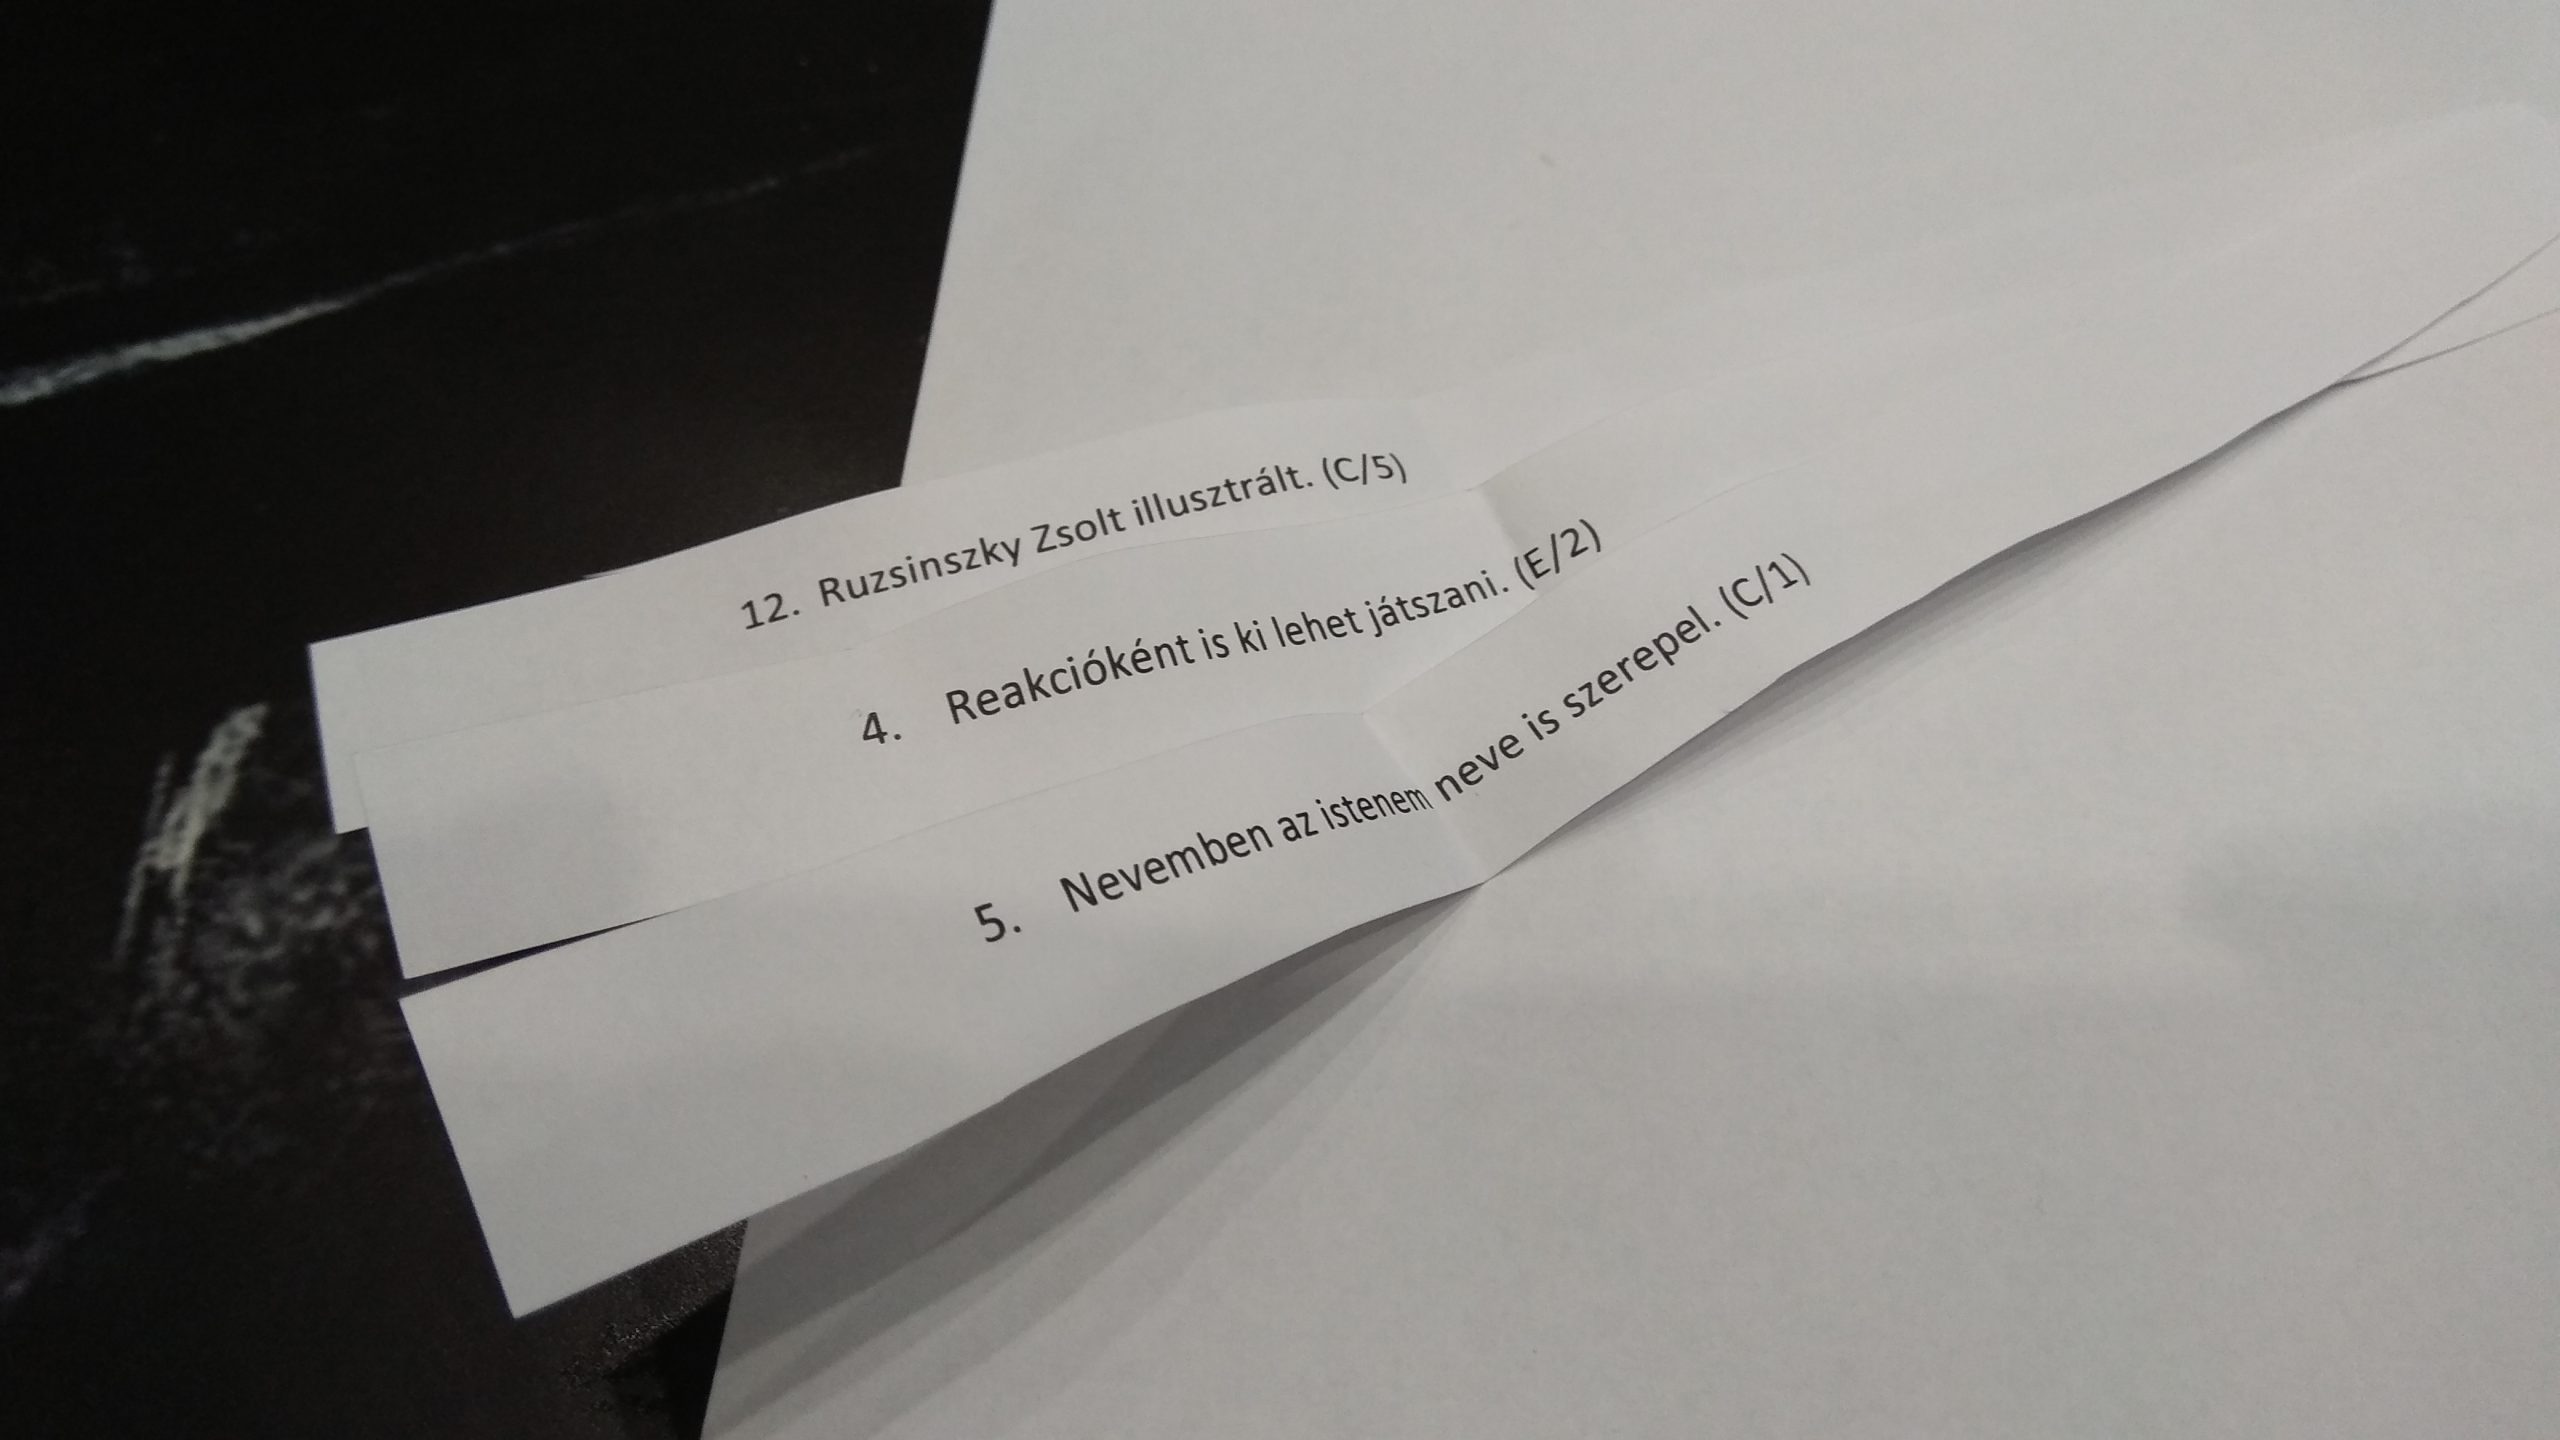 12. Ruzsinszky Zsolt illusztrált. (C/5)
4. Reakcióként is ki lehet játszani. (E/2)
5. Nevemben az istenem neve is szerepel. (C/1)